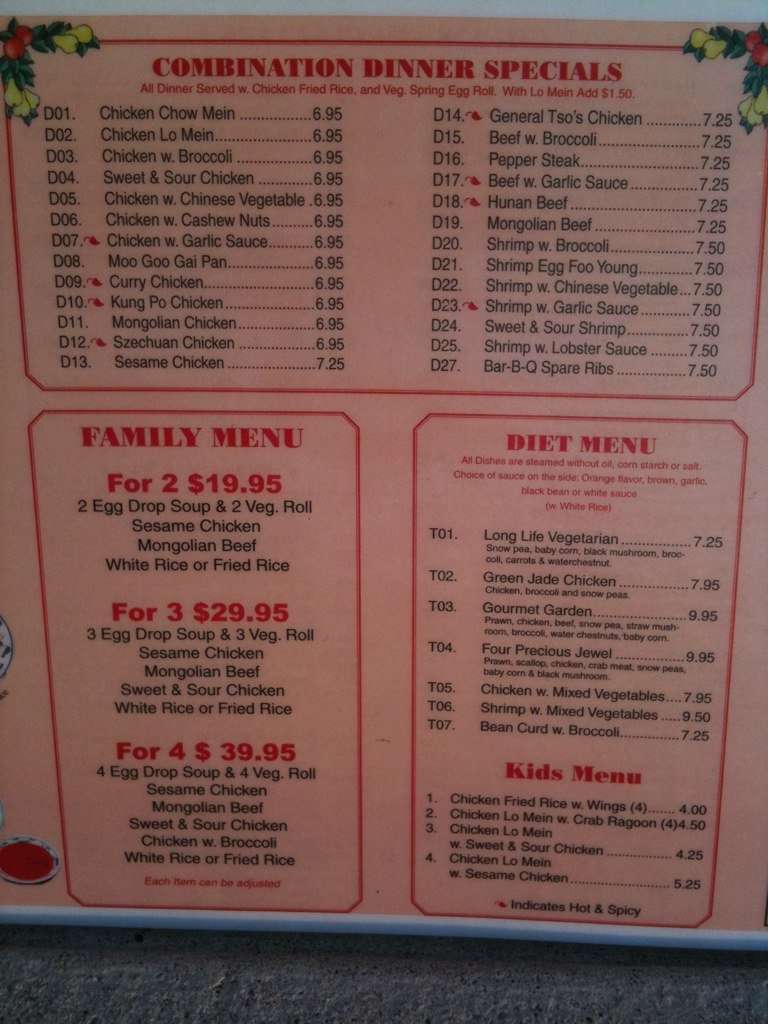 COMBINATION DINNER SPECIALS
All Dinner Served w. Chicken Fried Rice, and Veg. Spring Egg Roll. With Lo Mein Add $1.50.
D01. Chicken Chow Mein ..............6.95
D02. Chicken Lo Mein...................6.95
D03. Chicken w. Broccoli ...............6.95
D04. Sweet & Sour Chicken ...........6.95
D05. Chicken w. Chinese Vegetable .6.95
D06. Chicken w. Cashew Nuts.........6.95
D07. Chicken w. Garlic Sauce..........6.95
D08. Moo Goo Gai Pan..................6.95
D09. Curry Chicken.......................6.95
D10. Kung Po Chicken...................6.95
D11. Mongolian Chicken................6.95
D12. Szechuan Chicken ................6.95
D13. Sesame Chicken ...................7.25
D14. General Tso's Chicken ............7.25
D15. Beef w. Broccoli.....................7.25
D16. Pepper Steak.........................7.25
D17. Beef w. Garlic Sauce ..............7.25
D18. Hunan Beef ..........................7.25
D19. Mongolian Beef .....................7.25
D20. Shrimp w. Broccoli..................7.50
D21. Shrimp Egg Foo Young............7.50
D22. Shrimp w. Chinese Vegetable...7.50
D23. Shrimp w. Garlic Sauce ...........7.50
D24. Sweet & Sour Shrimp..............7.50
D25. Shrimp w. Lobster Sauce ........7.50
D27. Bar-B-Q Spare Ribs ...............7.50
FAMILY MENU
For 2 $19.95
2 Egg Drop Soup & 2 Veg. Roll
Sesame Chicken
Mongolian Beef
White Rice or Fried Rice
For 3 $29.95
3 Egg Drop Soup & 3 Veg. Roll
Sesame Chicken
Mongolian Beef
Sweet & Sour Chicken
White Rice or Fried Rice
For 4 $ 39.95
4 Egg Drop Soup & 4 Veg. Roll
Sesame Chicken
Mongolian Beef
Sweet & Sour Chicken
Chicken w. Broccoli
White Rice or Fried Rice
Each Item can be adjusted
DIET MENU
All Dishes are steamed without oil, corn starch or salt.
Choice of sauce on the side: Orange flavor, brown, garlic,
black bean or white sauce
(w. White Rice)
T01. Long Life Vegetarian .................7.25
Snow pea, baby corn, black mushroom, broc-
coli, carrots & waterchestnut.
T02. Green Jade Chicken .................7.95
Chicken, broccoli and snow peas.
T03. Gourmet Garden......................9.95
Prawn, chicken, beef, snow pea, straw mush-
room, broccoli, water chestnuts, baby corn.
T04. Four Precious Jewel .................9.95
Prawn, scallop, chicken, crab meat, snow peas,
baby corn & black mushroom.
T05. Chicken w. Mixed Vegetables....7.95
T06. Shrimp w. Mixed Vegetables .....9.50
T07. Bean Curd w. Broccoli...............7.25
Kids Menu
1. Chicken Fried Rice w. Wings (4)....... 4.00
2. Chicken Lo Mein w. Crab Ragoon (4)4.50
3. Chicken Lo Mein
w. Sweet & Sour Chicken ................. 4.25
4. Chicken Lo Mein
w. Sesame Chicken.......................... 5.25
Indicates Hot & Spicy